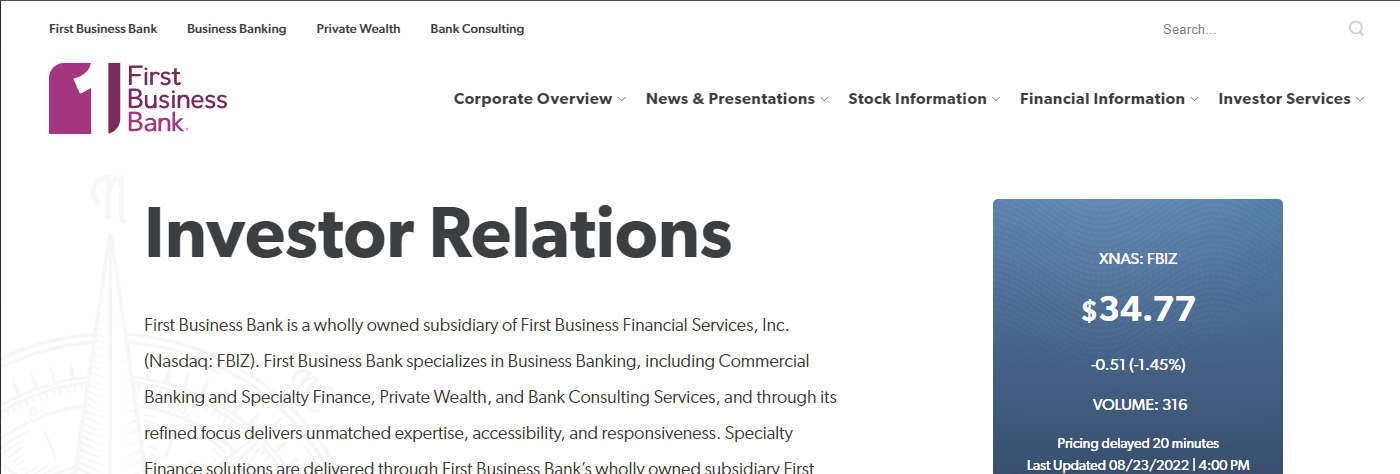 First Business Bank Business Banking Private Wealth Bank Consulting Search...
First
Business
Bank.
Corporate Overview News & Presentations Stock Information Financial Information Investor Services
Investor Relations
First Business Bank is a wholly owned subsidiary of First Business Financial Services, Inc.
(Nasdaq: FBIZ). First Business Bank specializes in Business Banking, including Commercial
Banking and Specialty Finance, Private Wealth, and Bank Consulting Services, and through its
refined focus delivers unmatched expertise, accessibility, and responsiveness. Specialty
Finance solutions are delivered through First Business Bank's wholly owned subsidiary First
XNAS: FBIZ
$34.77
-0.51 (-1.45%)
VOLUME: 316
Pricing delayed 20 minutes
Last Updated 08/23/2022 | 4:00 PM